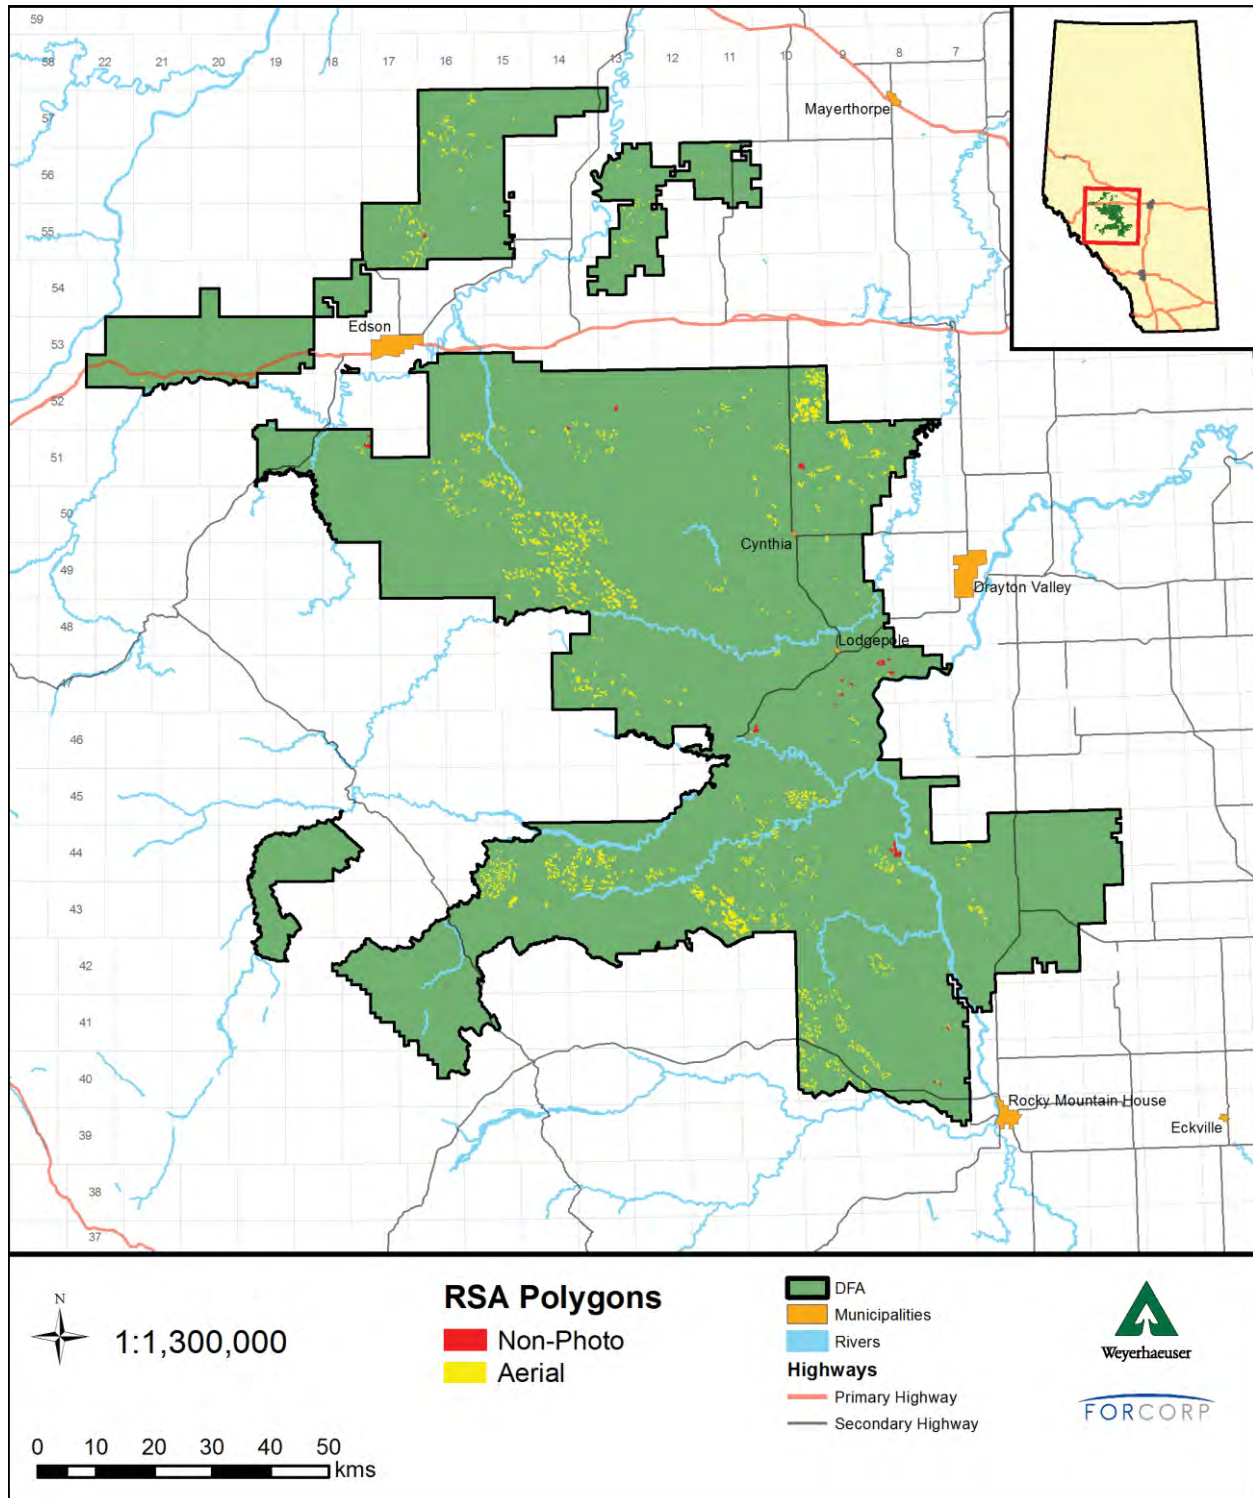 59
58 22 21 20 19 18 17 16 15 14 13 12 11 10 9 8 7
Mayerthorpe
57
56
55
54
Edson
53
52
51
50
Cynthia
49
Drayton Valley
48
Lodgepole
47
46
45
44
43
42
41
40
Rocky Mountain House
39
Eckville
38
37
N
1:1,300,000
0 10 20 30 40 50
kms
RSA Polygons
Non-Photo
Aerial
DFA
Municipalities
Rivers
Highways
Primary Highway
Secondary Highway
Weyerhaeuser
FORCORP